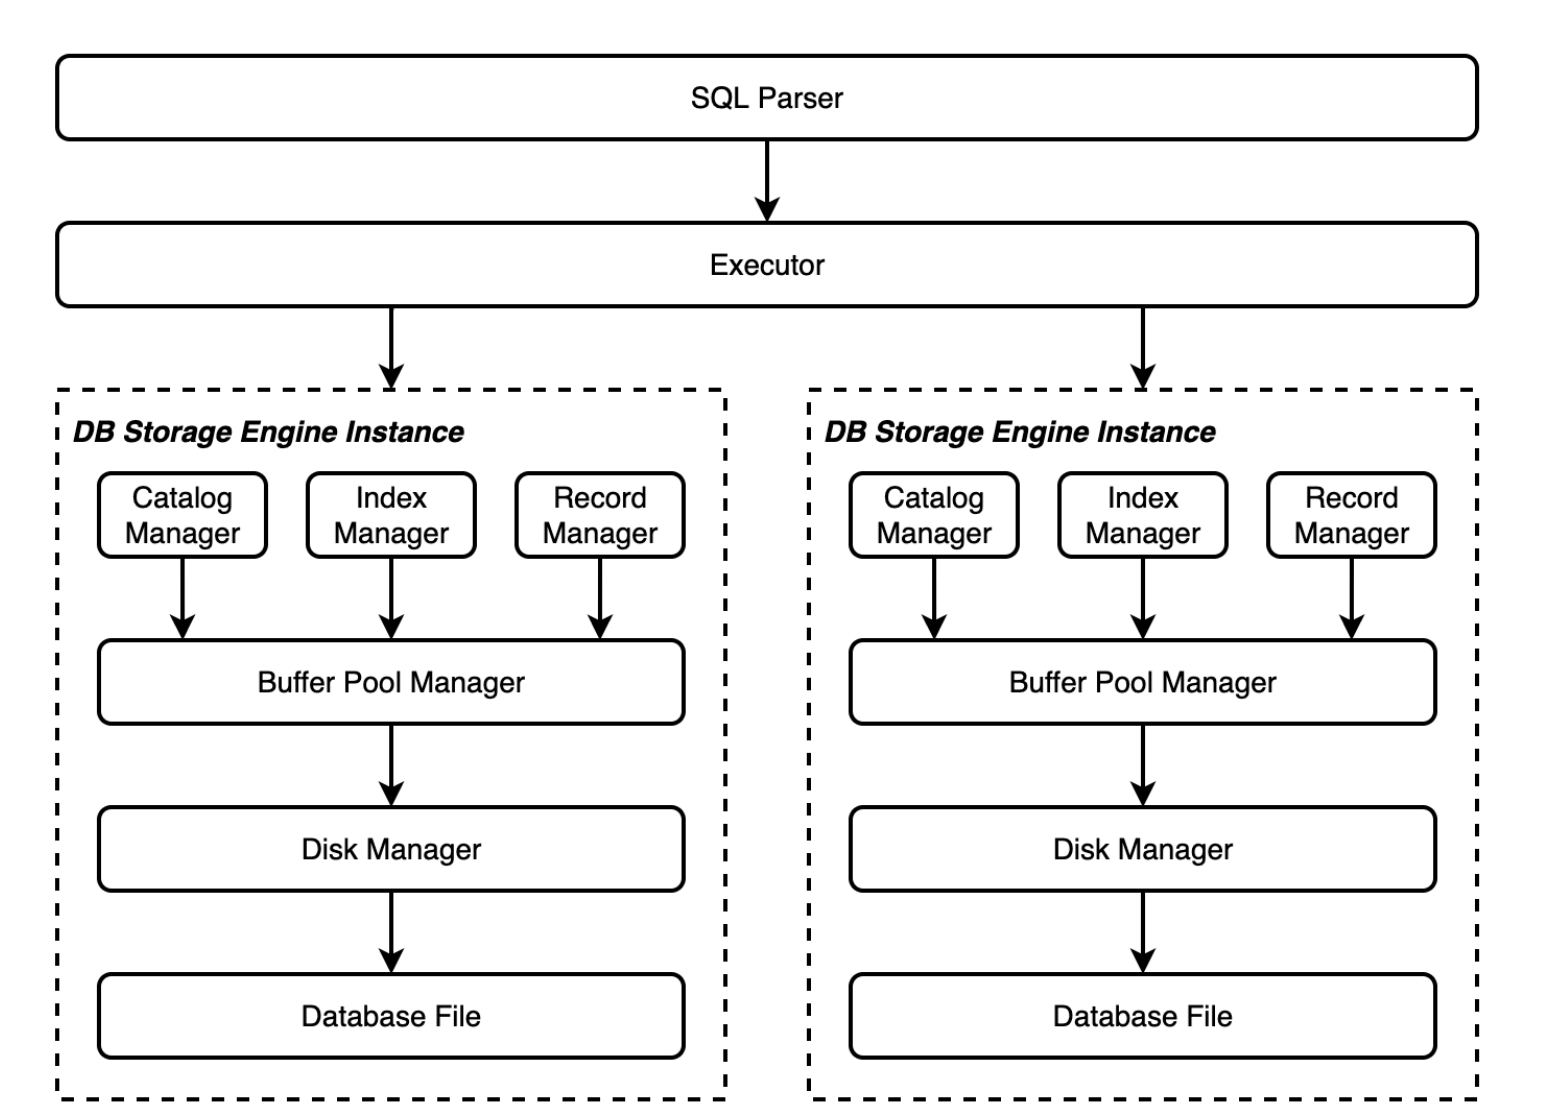 SQL Parser
Executor
DB Storage Engine Instance
Catalog
Manager
Index
Manager
Record
Manager
Buffer Pool Manager
Disk Manager
Database File
DB Storage Engine Instance
Catalog
Manager
Index
Manager
Record
Manager
Buffer Pool Manager
Disk Manager
Database File